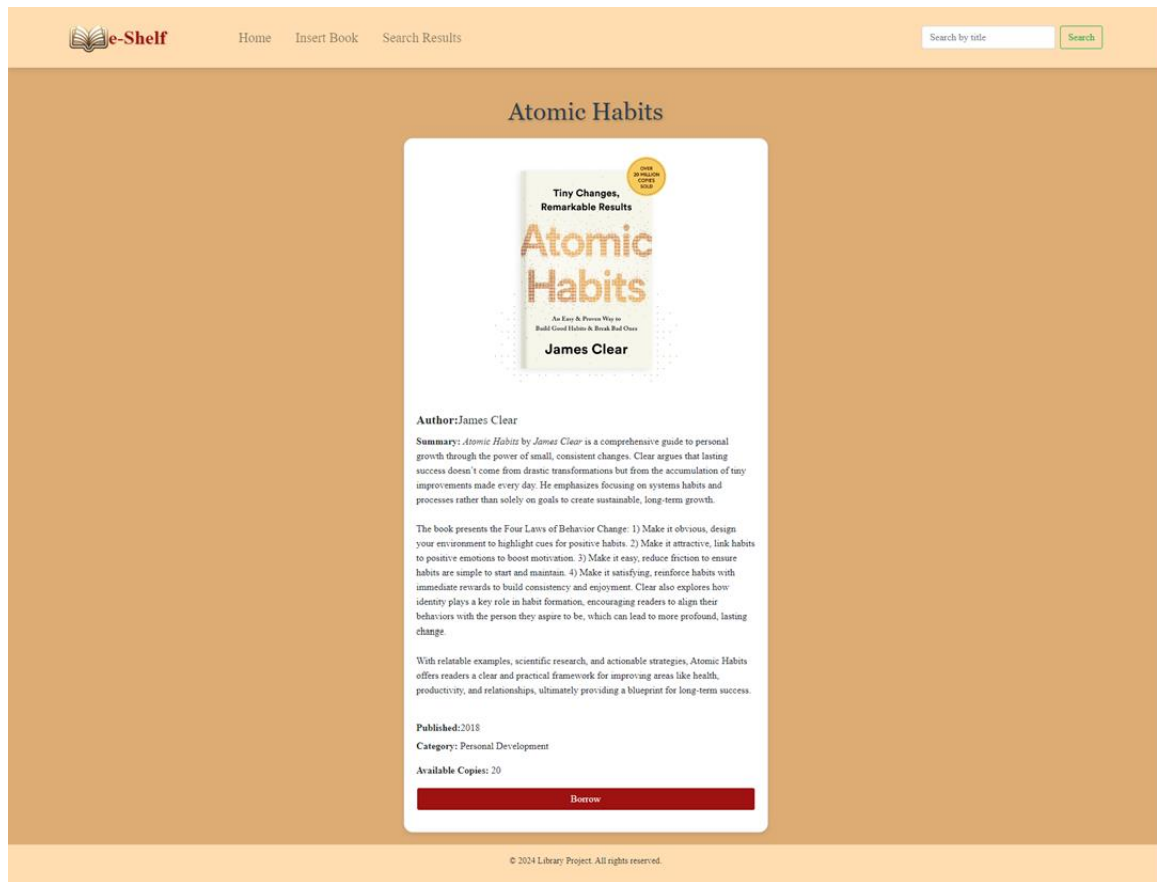 e-Shelf
Home Insert Book Search Results
Search by title Search
Atomic Habits
OVER
20 MILLION
COPIES
SOLD
Tiny Changes,
Remarkable Results
Atomic
Habits
An Easy & Proven Way to
Build Good Habits & Break Bad Ones
James Clear
Author:James Clear
Summary: Atomic Habits by James Clear is a comprehensive guide to personal
growth through the power of small, consistent changes. Clear argues that lasting
success doesn't come from drastic transformations but from the accumulation of tiny
improvements made every day. He emphasizes focusing on systems habits and
processes rather than solely on goals to create sustainable, long-term growth.
The book presents the Four Laws of Behavior Change: 1) Make it obvious, design
your environment to highlight cues for positive habits. 2) Make it attractive, link habits
to positive emotions to boost motivation. 3) Make it easy, reduce friction to ensure
habits are simple to start and maintain. 4) Make it satisfying, reinforce habits with
immediate rewards to build consistency and enjoyment. Clear also explores how
identity plays a key role in habit formation, encouraging readers to align their
behaviors with the person they aspire to be, which can lead to more profound, lasting
change.
With relatable examples, scientific research, and actionable strategies, Atomic Habits
offers readers a clear and practical framework for improving areas like health,
productivity, and relationships, ultimately providing a blueprint for long-term success.
Published:2018
Category: Personal Development
Available Copies: 20
Borrow
© 2024 Library Project. All rights reserved.